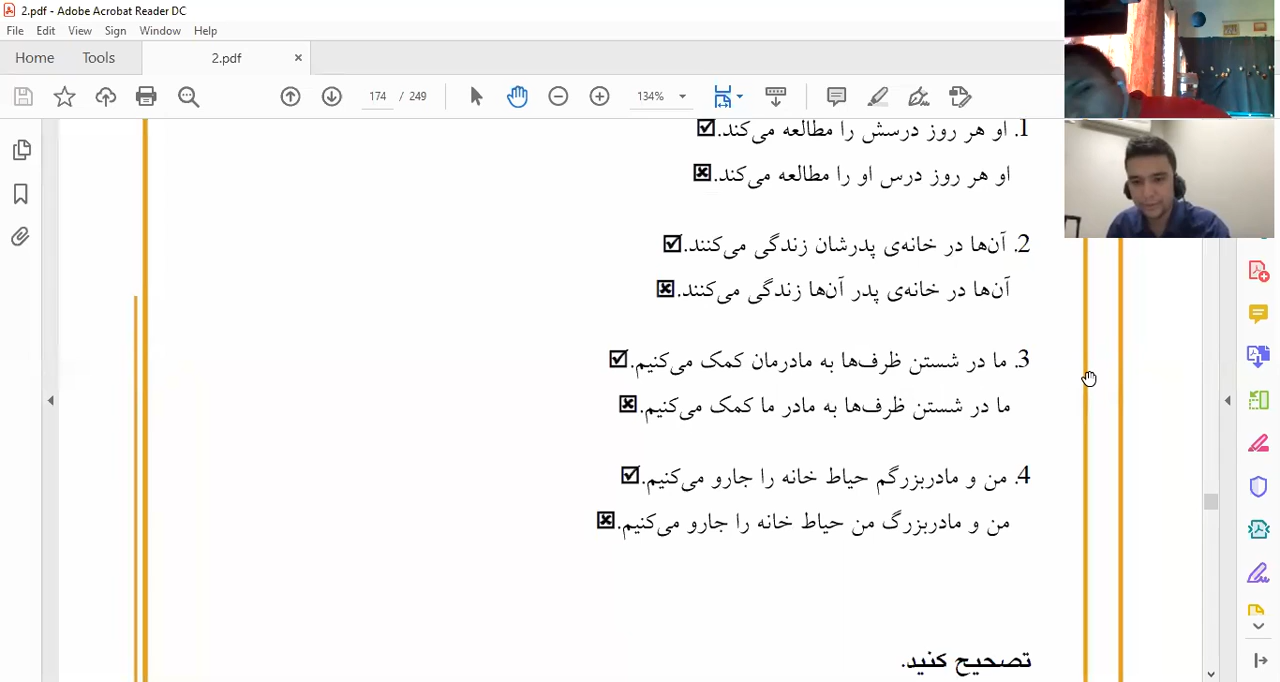 2.pdf - Adobe Acrobat Reader DC
File Edit View Sign Window Help
Home Tools 2.pdf ×
174 / 249 134%
1. او هر روز درسش را مطالعه می‌کند. ☑
او هر روز درس او را مطالعه می‌کند. ☒
2. آن‌ها در خانه‌ی پدرشان زندگی می‌کنند. ☑
آن‌ها در خانه‌ی پدر آن‌ها زندگی می‌کنند. ☒
3. ما در شستن ظرف‌ها به مادرمان کمک می‌کنیم. ☑
ما در شستن ظرف‌ها به مادر ما کمک می‌کنیم. ☒
4. من و مادربزرگم حیاط خانه را جارو می‌کنیم. ☑
من و مادربزرگ من حیاط خانه را جارو می‌کنیم. ☒
تصحیح کنید.